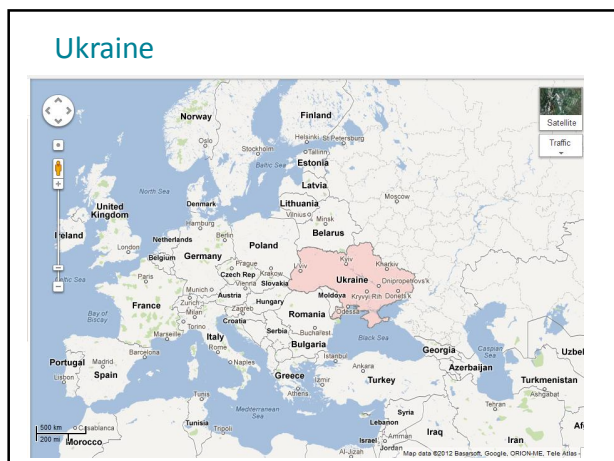 Ukraine
Satellite
Traffic
Norway
Finland
Oslo
Helsinki
St Petersburg
Stockholm
Tallinn
Estonia
Baltic Sea
Latvia
Moscow
North Sea
Denmark
Lithuania
Vilnius
Minsk
United
Kingdom
Hamburg
Belarus
Ireland
Netherlands
Berlin
Poland
London
Germany
Belgium
Prague
Krakow
Lviv
Kyiv
Kharkiv
Paris
Czech Rep
Slovakia
Ukraine
Dnipropetrovs'k
Munich
Vienna
Moldova
Kryvyi Rih
Donets'k
Austria
Hungary
Zurich
Odessa
France
Milan
Zagreb
Romania
Bay of
Biscay
Torino
Croatia
Serbia
Bucharest
Marseille
Italy
Bulgaria
Black Sea
Georgia
Caspian
Sea
Uzbel
Portugal
Madrid
Barcelona
Rome
Naples
Istanbul
Azerbaijan
Lisbon
Spain
Greece
Ankara
Turkmenistan
Athens
Izmir
Turkey
Ashgabat
Tunis
Tehran
Mediterranean
Sea
Syria
500 km
200 mi
Casablanca
Tunisia
Tripoli
Lebanon
Iraq
Iran
Morocco
Israel
Amman
Jordan
Al-Jizah
Map data ©2012 Basarsoft, Google, ORION-ME, Tele Atlas -